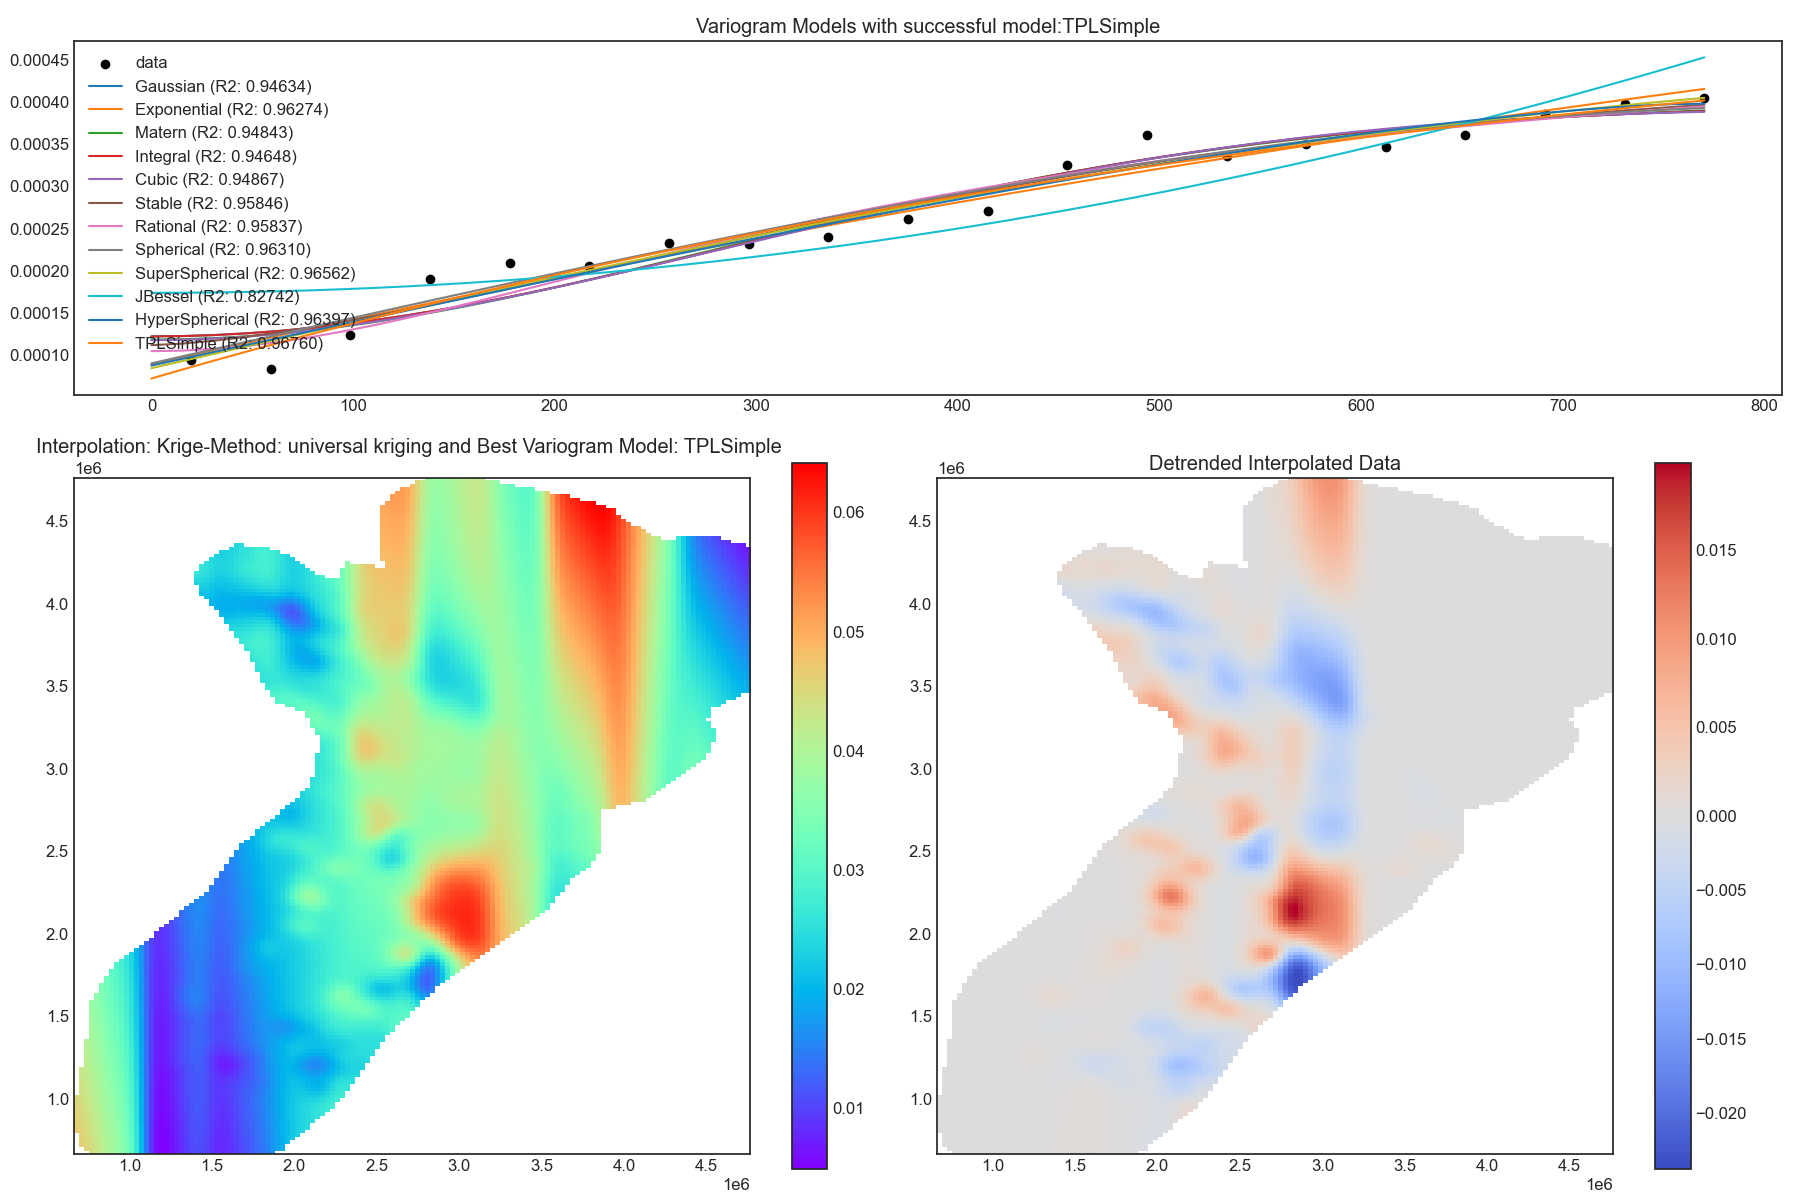 Variogram Models with successful model:TPLSimple
0.00045
0.00040
0.00035
0.00030
0.00025
0.00020
0.00015
0.00010
data
Gaussian (R2: 0.94634)
Exponential (R2: 0.96274)
Matern (R2: 0.94843)
Integral (R2: 0.94648)
Cubic (R2: 0.94867)
Stable (R2: 0.95846)
Rational (R2: 0.95837)
Spherical (R2: 0.96310)
SuperSpherical (R2: 0.96562)
JBessel (R2: 0.82742)
HyperSpherical (R2: 0.96397)
TPLSimple (R2: 0.96760)
0 100 200 300 400 500 600 700 800
Interpolation: Krige-Method: universal kriging and Best Variogram Model: TPLSimple
1e6
4.5
4.0
3.5
3.0
2.5
2.0
1.5
1.0
1.0 1.5 2.0 2.5 3.0 3.5 4.0 4.5
1e6
0.06
0.05
0.04
0.03
0.02
0.01
Detrended Interpolated Data
1e6
4.5
4.0
3.5
3.0
2.5
2.0
1.5
1.0
1.0 1.5 2.0 2.5 3.0 3.5 4.0 4.5
1e6
0.015
0.010
0.005
0.000
−0.005
−0.010
−0.015
−0.020